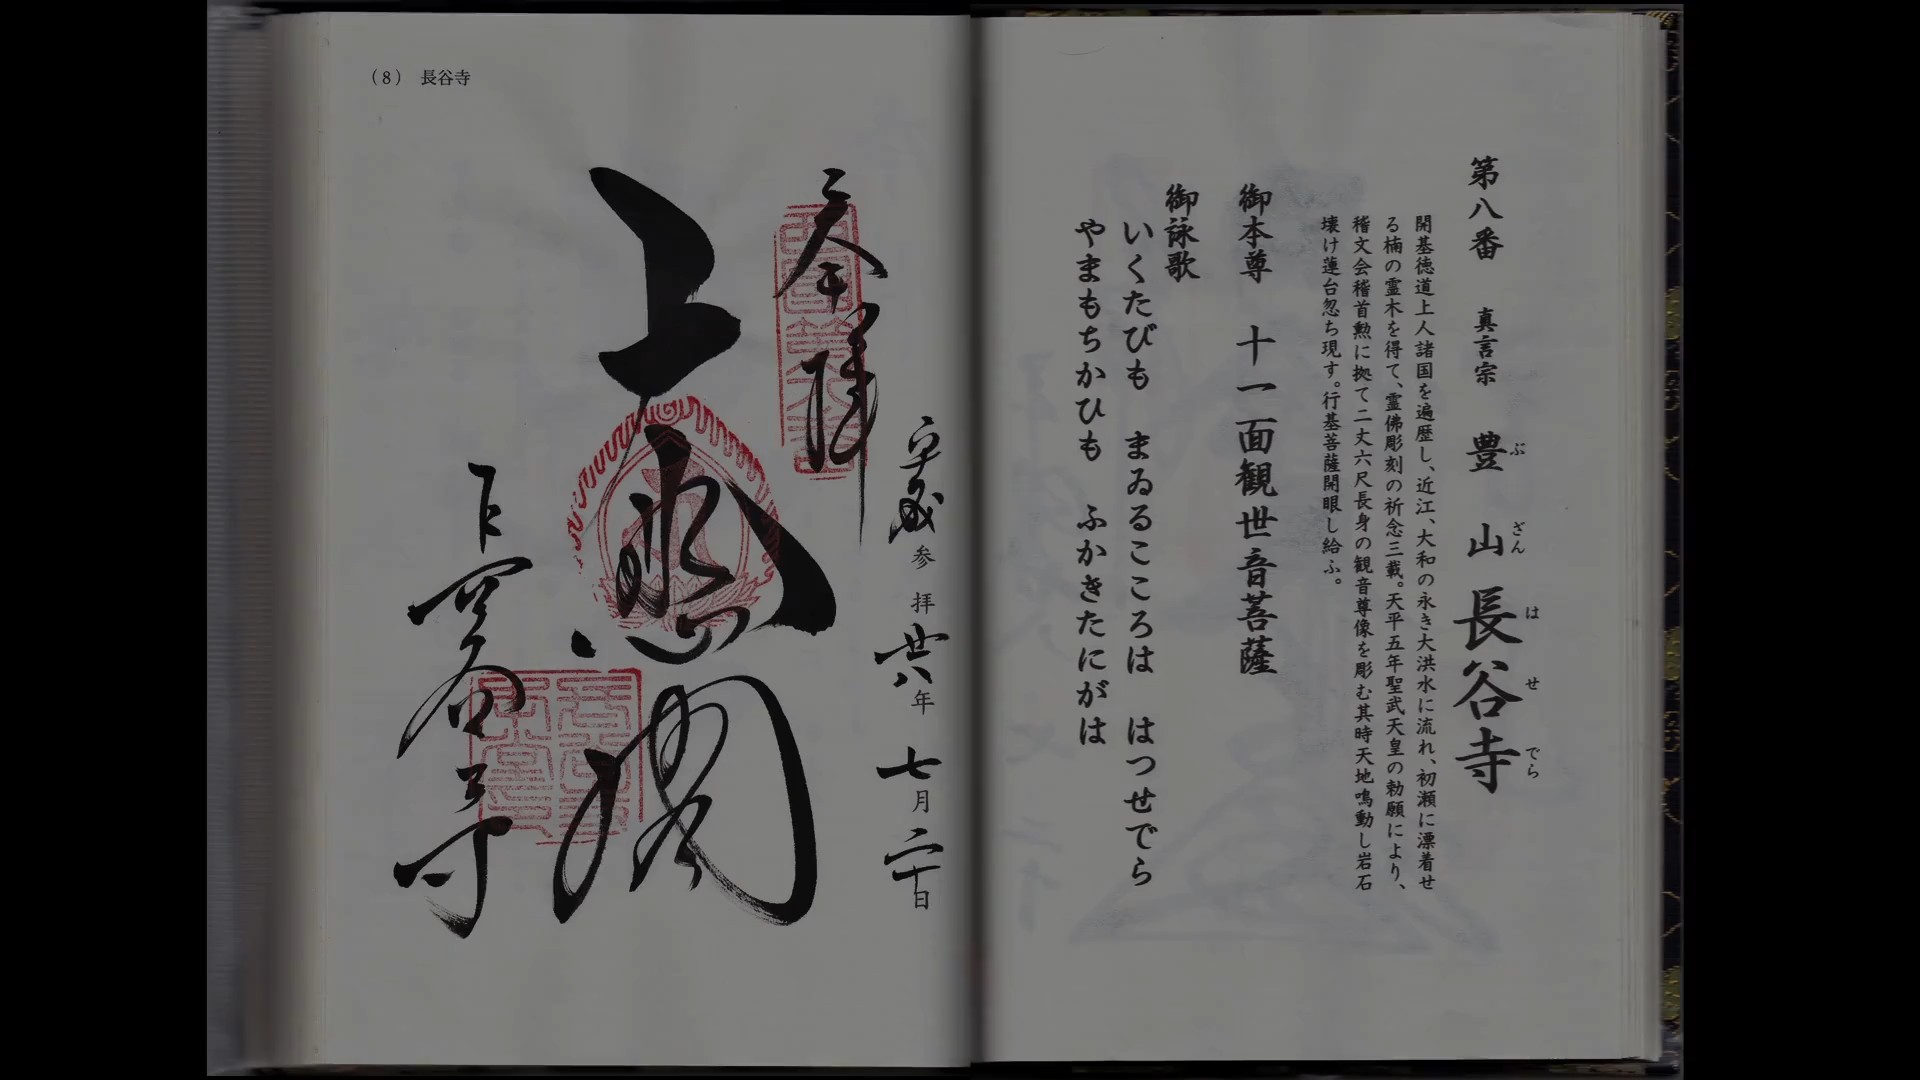 第八番 真言宗 豊山 長谷寺
ぶ ざん は せ でら
開基徳道上人諸国を遍歴し、近江、大和の永き大洪水に流れ、初瀬に漂着せ
る楠の霊木を得て、霊佛彫刻の祈念三載。天平五年聖武天皇の勅願により、
稽文会稽首勲に拠て二丈六尺長身の観音尊像を彫む其時天地鳴動し岩石
壊け蓮台忽ち現す。行基菩薩開眼し給ふ。
御本尊 十一面観世音菩薩
御詠歌
いくたびも まゐるこころは はつせでら
やまもちかひも ふかきたにがは
(8) 長谷寺
奉拝
平成 参拝 廿八年 七月 二十日
大悲閣
長谷寺